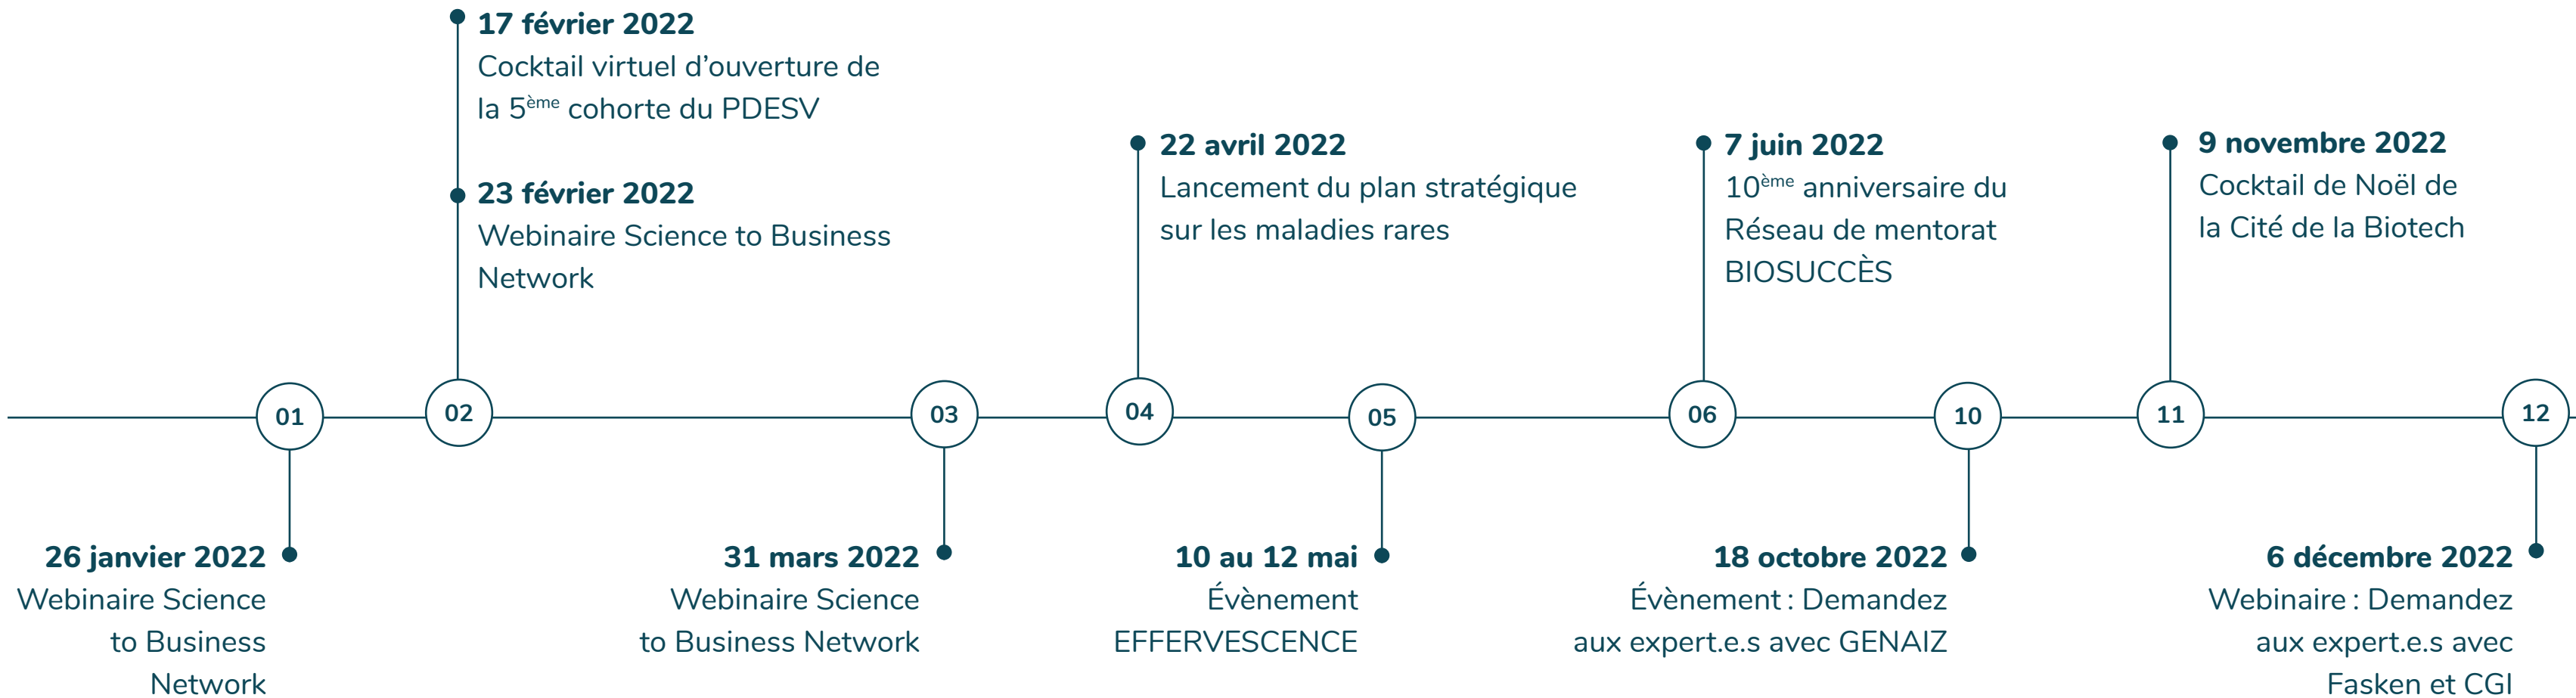 17 février 2022
Cocktail virtuel d’ouverture de
la 5ème cohorte du PDESV
23 février 2022
Webinaire Science to Business
Network
22 avril 2022
Lancement du plan stratégique
sur les maladies rares
7 juin 2022
10ème anniversaire du
Réseau de mentorat
BIOSUCCÈS
9 novembre 2022
Cocktail de Noël de
la Cité de la Biotech
01
02
03
04
05
06
10
11
12
26 janvier 2022
Webinaire Science
to Business
Network
31 mars 2022
Webinaire Science
to Business Network
10 au 12 mai
Évènement
EFFERVESCENCE
18 octobre 2022
Évènement : Demandez
aux expert.e.s avec GENAIZ
6 décembre 2022
Webinaire : Demandez
aux expert.e.s avec
Fasken et CGI